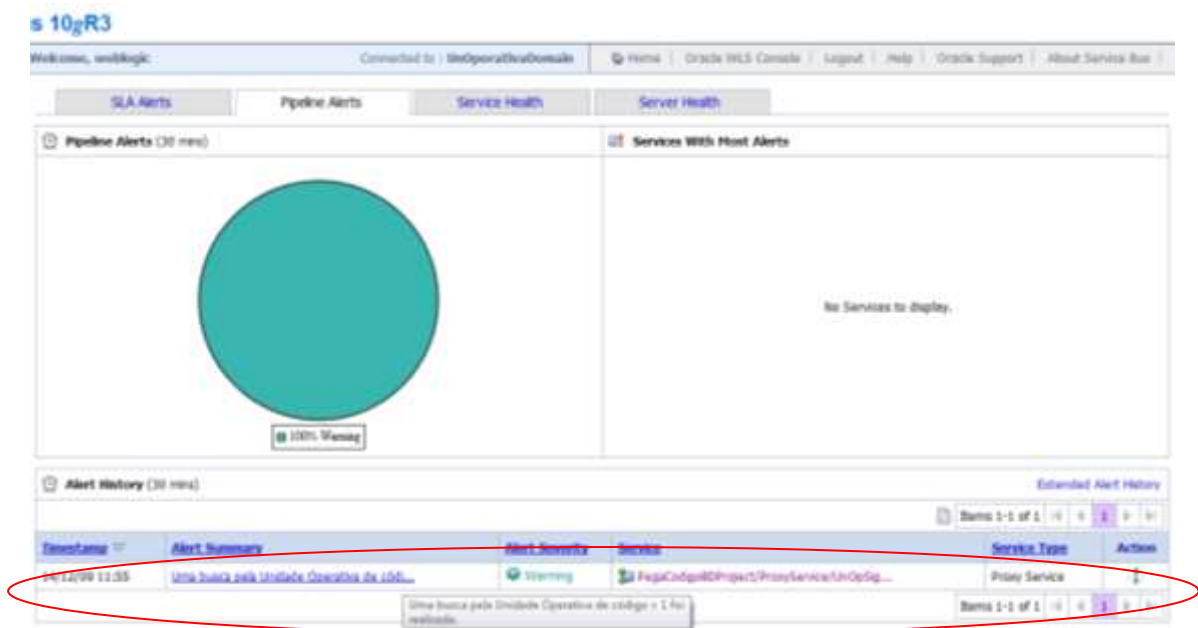 s 10gR3
Welcome, weblogic Connected to : UnOperativaDomain Home | Oracle WLS Console | Logout | Help | Oracle Support | About Service Bus |
SLA Alerts Pipeline Alerts Service Health Server Health
Pipeline Alerts (30 mins) Services With Most Alerts
No Services to display.
100% Warning
Alert History (30 mins) Extended Alert History
Items 1-1 of 1 1
Timestamp Alert Summary Alert Severity Service Service Type Action
14/12/09 11:55 Uma busca pela Unidade Operativa de códi... Warning PegaCodigoBDProject/ProxyService/UnOpSig... Proxy Service
Uma busca pela Unidade Operativa de código = 1 foi Items 1-1 of 1 1
realizada.